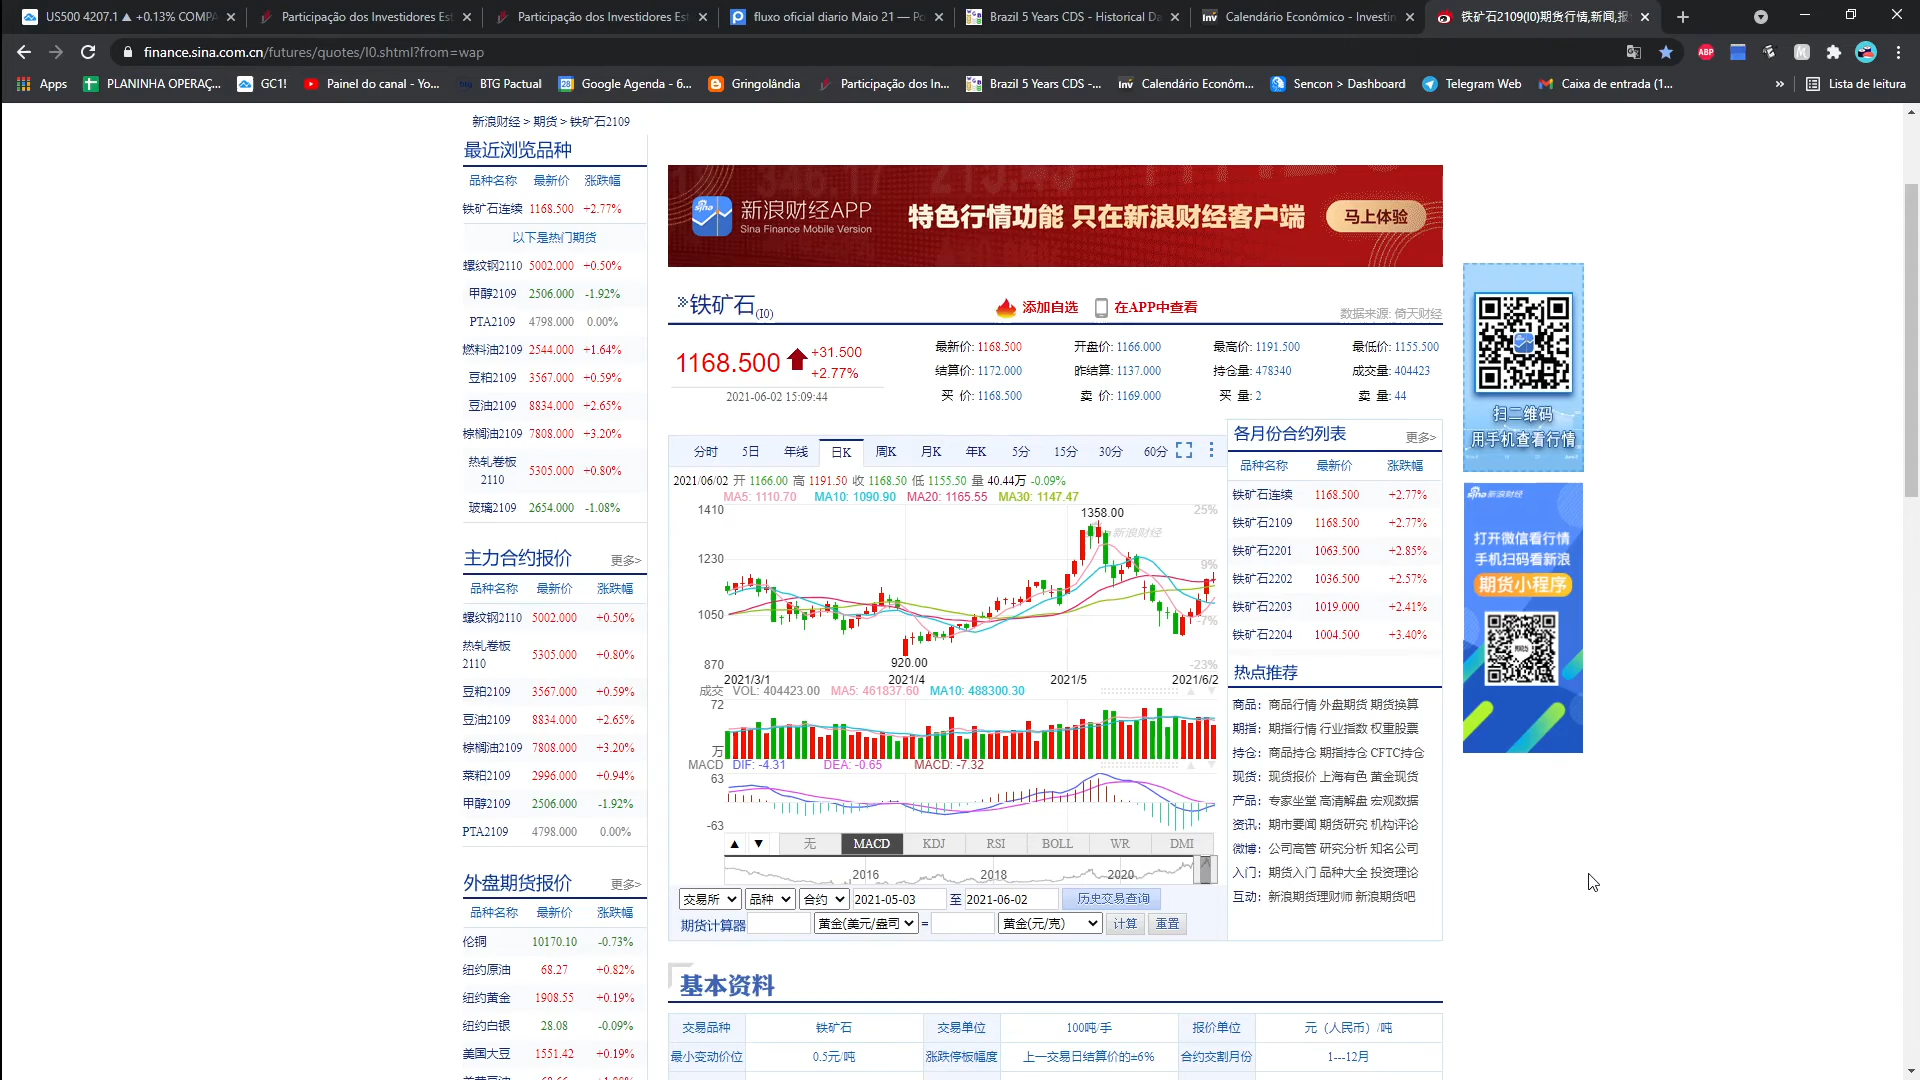 US500 4207.1 ▲ +0.13% COMPA
Participação dos Investidores Est
Participação dos Investidores Est
fluxo oficial diario Maio 21 — Po
Brazil 5 Years CDS - Historical Da
Calendário Econômico - Investin
铁矿石2109(I0)期货行情,新闻,报
finance.sina.com.cn/futures/quotes/I0.shtml?from=wap
Apps
PLANINHA OPERAÇ...
GC1!
Painel do canal - Yo...
BTG Pactual
Google Agenda - 6...
Gringolândia
Participação dos In...
Brazil 5 Years CDS -...
Calendário Econôm...
Sencon > Dashboard
Telegram Web
Caixa de entrada (1...
»
Lista de leitura
新浪财经 > 期货 > 铁矿石2109
最近浏览品种
品种名称 最新价 涨跌幅
铁矿石连续 1168.500 +2.77%
以下是热门期货
螺纹钢2110 5002.000 +0.50%
甲醇2109 2506.000 -1.92%
PTA2109 4798.000 0.00%
燃料油2109 2544.000 +1.64%
豆粕2109 3567.000 +0.59%
豆油2109 8834.000 +2.65%
棕榈油2109 7808.000 +3.20%
热轧卷板
2110 5305.000 +0.80%
玻璃2109 2654.000 -1.08%
主力合约报价 更多>
品种名称 最新价 涨跌幅
螺纹钢2110 5002.000 +0.50%
热轧卷板
2110 5305.000 +0.80%
豆粕2109 3567.000 +0.59%
豆油2109 8834.000 +2.65%
棕榈油2109 7808.000 +3.20%
菜粕2109 2996.000 +0.94%
甲醇2109 2506.000 -1.92%
PTA2109 4798.000 0.00%
外盘期货报价 更多>
品种名称 最新价 涨跌幅
伦铜 10170.10 -0.73%
纽约原油 68.27 +0.82%
纽约黄金 1908.55 +0.19%
纽约白银 28.08 -0.09%
美国大豆 1551.42 +0.19%
sina 新浪财经APP
Sina Finance Mobile Version
特色行情功能 只在新浪财经客户端
马上体验
铁矿石(I0)
添加自选
在APP中查看
数据来源: 倚天财经
1168.500 +31.500
+2.77%
2021-06-02 15:09:44
最新价: 1168.500 开盘价: 1166.000 最高价: 1191.500 最低价: 1155.500
结算价: 1172.000 昨结算: 1137.000 持仓量: 478340 成交量: 404423
买 价: 1168.500 卖 价: 1169.000 买 量: 2 卖 量: 44
分时 5日 年线 日K 周K 月K 年K 5分 15分 30分 60分
2021/06/02 开 1166.00 高 1191.50 收 1168.50 低 1155.50 量 40.44万 -0.09%
MA5: 1110.70 MA10: 1090.90 MA20: 1165.55 MA30: 1147.47
1410 1358.00 25%
新浪财经
1230 9%
1050 -7%
920.00
870 -23%
2021/3/1 2021/4 2021/5 2021/6/2
成交 VOL: 404423.00 MA5: 461837.60 MA10: 488300.30
72
万
MACD DIF: -4.31 DEA: -0.65 MACD: -7.32
63
-63
▲ ▼ 无 MACD KDJ RSI BOLL WR DMI
2016 2018 2020
交易所 品种 合约 2021-05-03 至 2021-06-02 历史交易查询
期货计算器 黄金(美元/盎司) = 黄金(元/克) 计算 重置
各月份合约列表 更多>
品种名称 最新价 涨跌幅
铁矿石连续 1168.500 +2.77%
铁矿石2109 1168.500 +2.77%
铁矿石2201 1063.500 +2.85%
铁矿石2202 1036.500 +2.57%
铁矿石2203 1019.000 +2.41%
铁矿石2204 1004.500 +3.40%
热点推荐
商品: 商品行情 外盘期货 期货换算
期指: 期指行情 行业指数 权重股票
持仓: 商品持仓 期指持仓 CFTC持仓
现货: 现货报价 上海有色 黄金现货
产品: 专家坐堂 高清解盘 宏观数据
资讯: 期市要闻 期货研究 机构评论
微博: 公司高管 研究分析 知名公司
入门: 期货入门 品种大全 投资理论
互动: 新浪期货理财师 新浪期货吧
基本资料
交易品种 铁矿石 交易单位 100吨/手 报价单位 元（人民币）/吨
最小变动价位 0.5元/吨 涨跌停板幅度 上一交易日结算价的±6% 合约交割月份 1---12月
扫二维码
用手机查看行情
sina 新浪财经
打开微信看行情
手机扫码看新浪
期货小程序